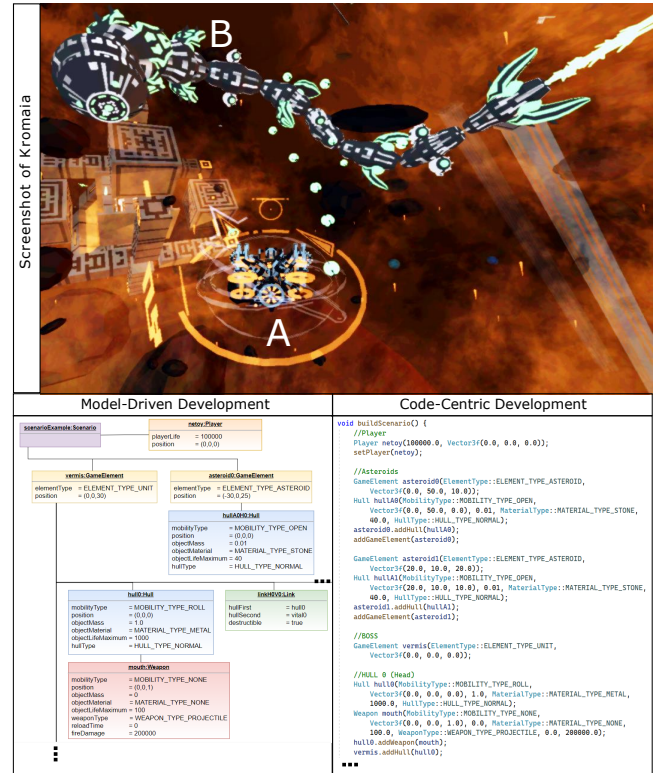 Screenshot of Kromaia
B
A
Model-Driven Development
scenarioExample:Scenario
netoy:Player
playerLife = 100000
position = (0,0,0)
vermis:GameElement
elementType = ELEMENT_TYPE_UNIT
position = (0,0,30)
asteroid0:GameElement
elementType = ELEMENT_TYPE_ASTEROID
position = (-30,0,25)
hullA0H0:Hull
mobilityType = MOBILITY_TYPE_OPEN
position = (0,0,0)
objectMass = 0.01
objectMaterial = MATERIAL_TYPE_STONE
objectLifeMaximum = 40
hullType = HULL_TYPE_NORMAL
hull0:Hull
mobilityType = MOBILITY_TYPE_ROLL
position = (0,0,0)
objectMass = 1.0
objectMaterial = MATERIAL_TYPE_METAL
objectLifeMaximum = 1000
hullType = HULL_TYPE_NORMAL
linkH0V0:Link
hullFirst = hull0
hullSecond = vital0
destructible = true
mouth:Weapon
mobilityType = MOBILITY_TYPE_NONE
position = (0,0,1)
objectMass = 0
objectMaterial = MATERIAL_TYPE_NONE
objectLifeMaximum = 100
weaponType = WEAPON_TYPE_PROJECTILE
reloadTime = 0
fireDamage = 200000
Code-Centric Development
void buildScenario() {
//Player
Player netoy(100000.0, Vector3f(0.0, 0.0, 0.0));
setPlayer(netoy);
//Asteroids
GameElement asteroid0(ElementType::ELEMENT_TYPE_ASTEROID,
Vector3f(0.0, 50.0, 10.0));
Hull hullA0(MobilityType::MOBILITY_TYPE_OPEN,
Vector3f(0.0, 50.0, 0.0), 0.01, MaterialType::MATERIAL_TYPE_STONE,
40.0, HullType::HULL_TYPE_NORMAL);
asteroid0.addHull(hullA0);
addGameElement(asteroid0);
GameElement asteroid1(ElementType::ELEMENT_TYPE_ASTEROID,
Vector3f(20.0, 10.0, 20.0));
Hull hullA1(MobilityType::MOBILITY_TYPE_OPEN,
Vector3f(20.0, 10.0, 10.0), 0.01, MaterialType::MATERIAL_TYPE_STONE,
40.0, HullType::HULL_TYPE_NORMAL);
asteroid1.addHull(hullA1);
addGameElement(asteroid1);
//BOSS
GameElement vermis(ElementType::ELEMENT_TYPE_UNIT,
Vector3f(0.0, 0.0, 0.0));
//HULL 0 (Head)
Hull hull0(MobilityType::MOBILITY_TYPE_ROLL,
Vector3f(0.0, 0.0, 0.0), 1.0, MaterialType::MATERIAL_TYPE_METAL,
1000.0, HullType::HULL_TYPE_NORMAL);
Weapon mouth(MobilityType::MOBILITY_TYPE_NONE,
Vector3f(0.0, 0.0, 1.0), 0.0, MaterialType::MATERIAL_TYPE_NONE,
100.0, WeaponType::WEAPON_TYPE_PROJECTILE, 0.0, 200000.0);
hull0.addWeapon(mouth);
vermis.addHull(hull0);